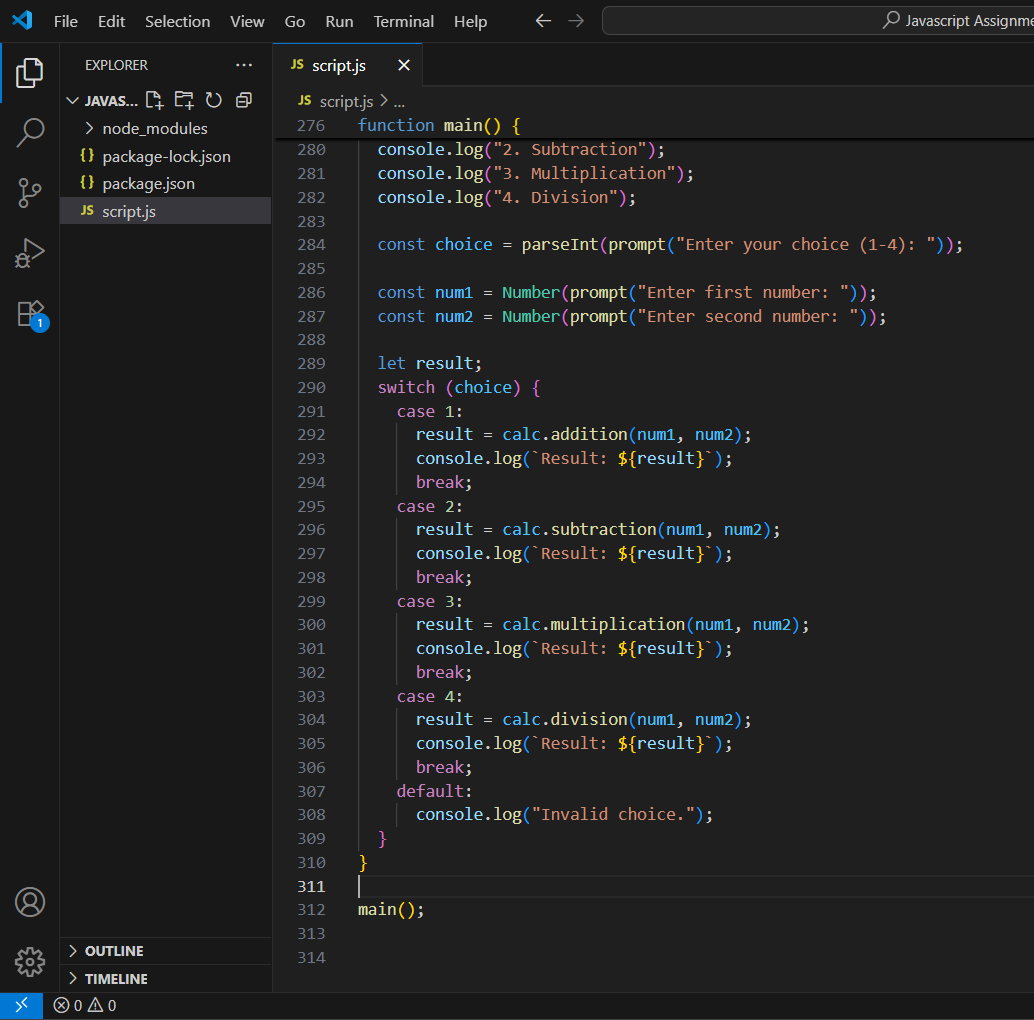 File Edit Selection View Go Run Terminal Help Javascript Assignme
EXPLORER ...
JAVAS...
node_modules
{} package-lock.json
{} package.json
JS script.js
OUTLINE
TIMELINE
1
JS script.js
JS script.js > ...
276 function main() {
280 console.log("2. Subtraction");
281 console.log("3. Multiplication");
282 console.log("4. Division");
283
284 const choice = parseInt(prompt("Enter your choice (1-4): "));
285
286 const num1 = Number(prompt("Enter first number: "));
287 const num2 = Number(prompt("Enter second number: "));
288
289 let result;
290 switch (choice) {
291 case 1:
292 result = calc.addition(num1, num2);
293 console.log(`Result: ${result}`);
294 break;
295 case 2:
296 result = calc.subtraction(num1, num2);
297 console.log(`Result: ${result}`);
298 break;
299 case 3:
300 result = calc.multiplication(num1, num2);
301 console.log(`Result: ${result}`);
302 break;
303 case 4:
304 result = calc.division(num1, num2);
305 console.log(`Result: ${result}`);
306 break;
307 default:
308 console.log("Invalid choice.");
309 }
310 }
311
312 main();
313
314
0 0